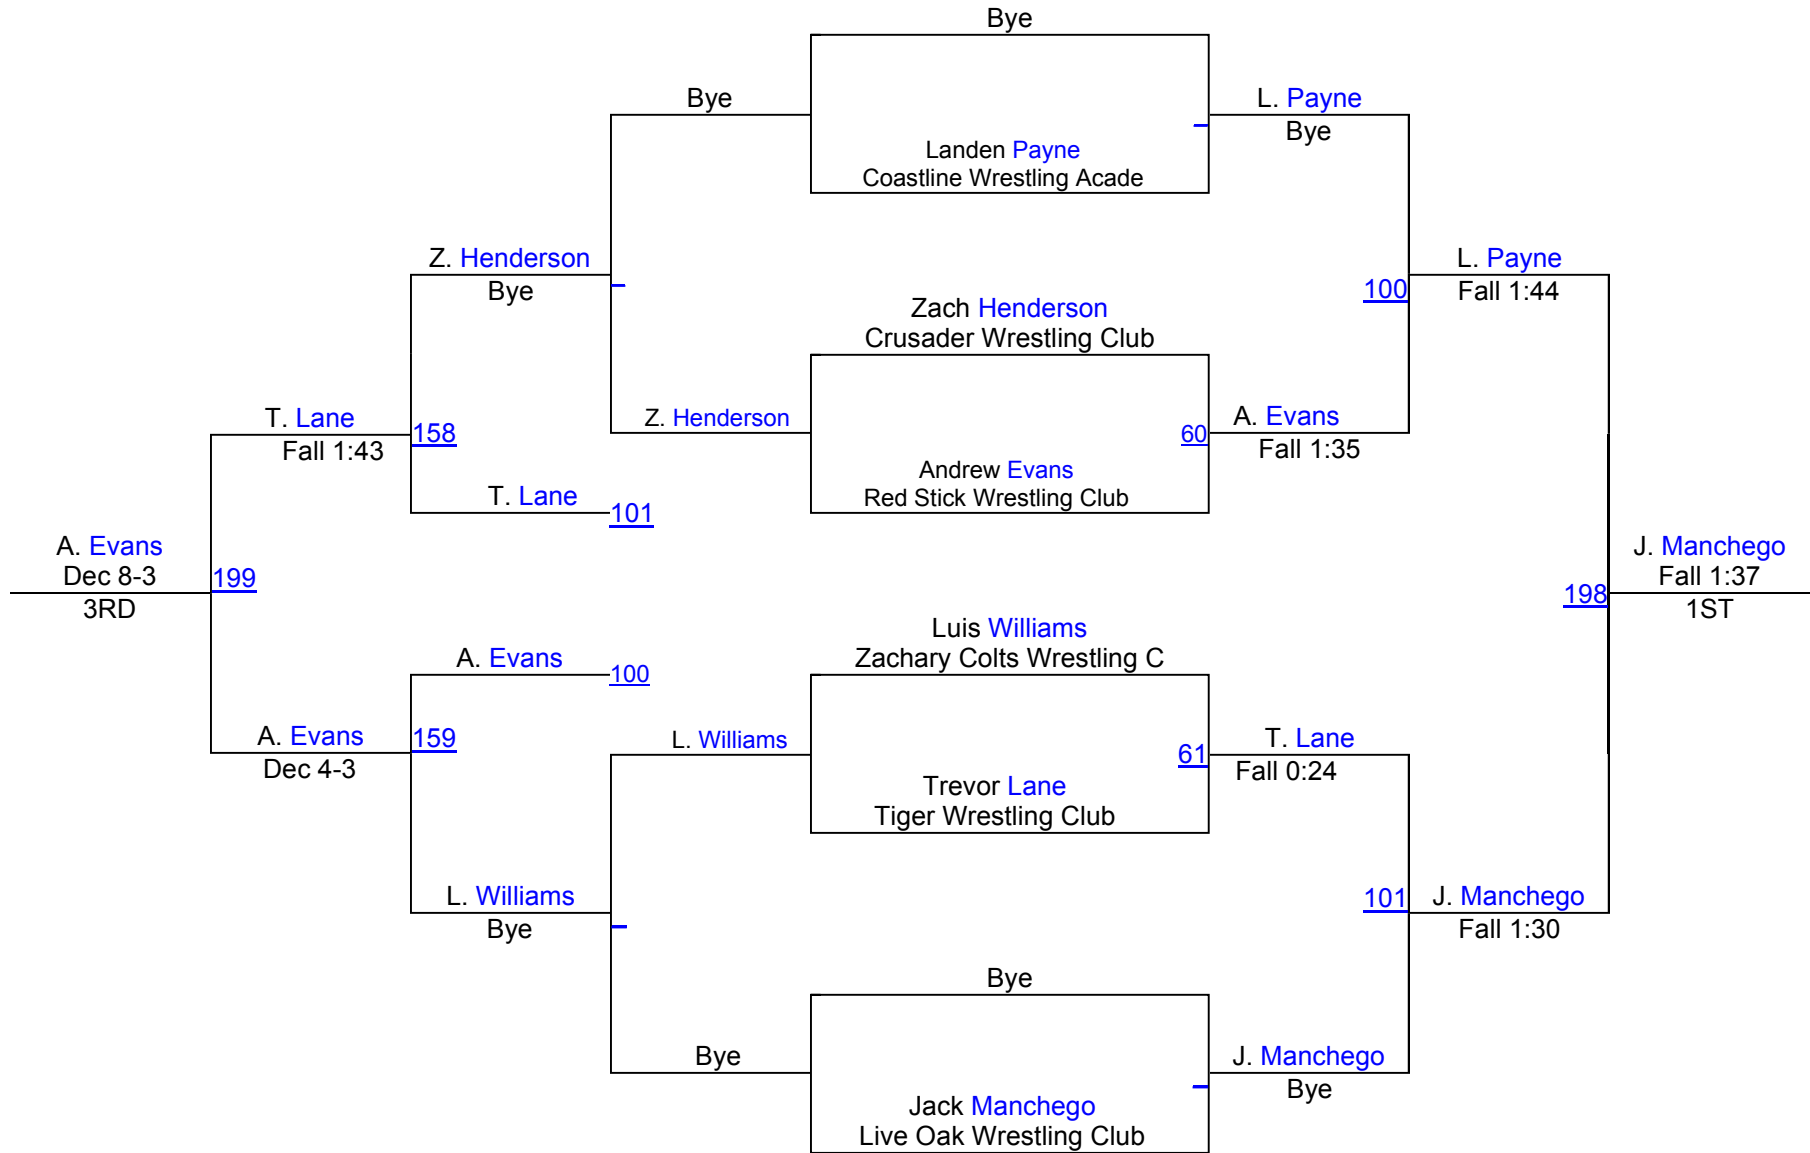 Bye
Bye
L. Payne
Bye
Landen Payne
Coastline Wrestling Acade
Z. Henderson
Bye
L. Payne
Fall 1:44
100
Zach Henderson
Crusader Wrestling Club
T. Lane
Fall 1:43
158
Z. Henderson
60
A. Evans
Fall 1:35
Andrew Evans
Red Stick Wrestling Club
T. Lane
101
A. Evans
Dec 8-3
3RD
199
J. Manchego
Fall 1:37
1ST
198
Luis Williams
Zachary Colts Wrestling C
A. Evans
100
A. Evans
Dec 4-3
159
L. Williams
61
T. Lane
Fall 0:24
Trevor Lane
Tiger Wrestling Club
L. Williams
Bye
101
J. Manchego
Fall 1:30
Bye
Bye
J. Manchego
Bye
Jack Manchego
Live Oak Wrestling Club